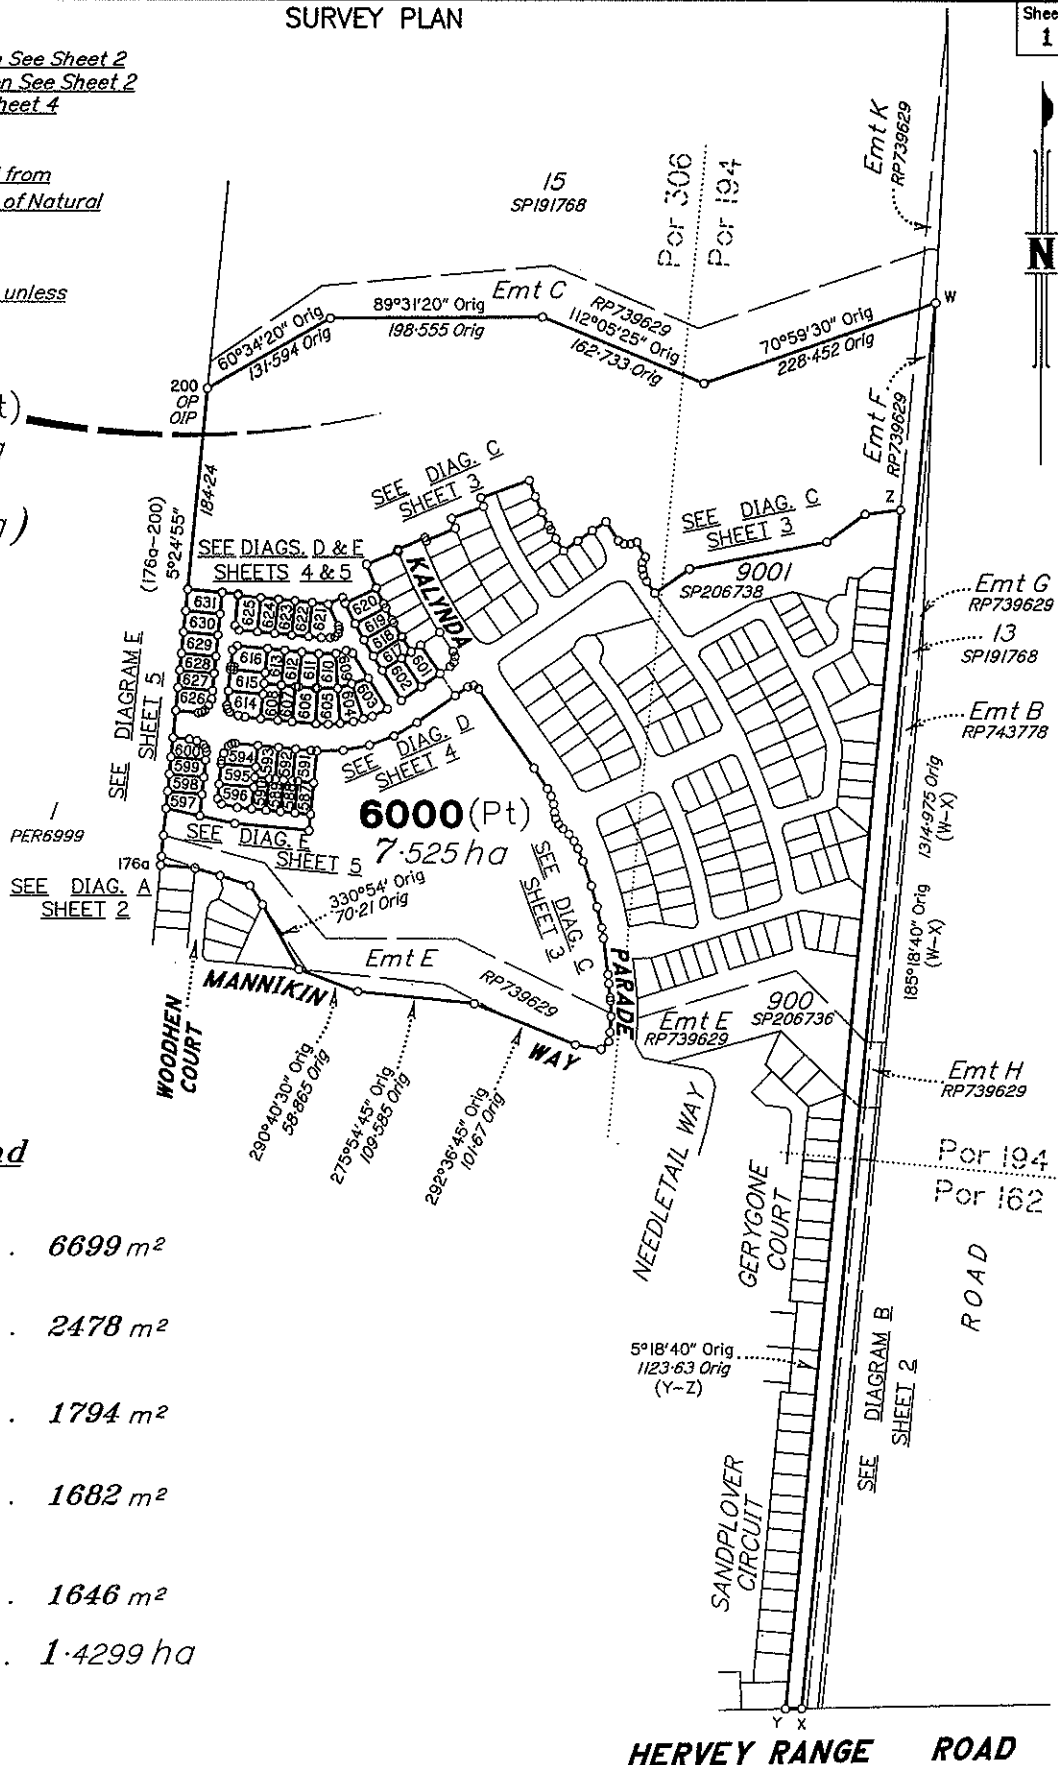 SURVEY PLAN
Shee
1
See Sheet 2
n See Sheet 2
heet 4
from
of Natural
unless
15
SP191768
Por 306
Por 194
Emt K
RP739629
N
Emt C
RP739629
60°34'20" Orig
131·594 Orig
89°31'20" Orig
198·555 Orig
112°05'25" Orig
162·733 Orig
70°59'30" Orig
228·452 Orig
W
200
OP
OIP
t)
g
g)
Emt F
RP739629
184·24
(176a-200)
5°24'55"
SEE DIAG. C
SHEET 3
SEE DIAG. C
SHEET 3
Z
SEE DIAGS. D & E
SHEETS 4 & 5
KALYNDA
9001
SP206738
Emt G
RP739629
13
SP191768
Emt B
RP743778
631
630
629
628
627
626
625
624
623
622
621
620
619
618
617
616
615
614
613
612
611
610
609
608
607
606
605
604
603
602
601
600
599
598
597
594
595
596
593
592
591
590
589
588
587
SEE DIAGRAM E
SHEET 5
SEE DIAG. D
SHEET 4
1
PER6999
6000 (Pt)
7·525 ha
SEE DIAG. E
SHEET 5
176a
SEE DIAG. A
SHEET 2
330°54' Orig
70·21 Orig
SEE DIAG. C
SHEET 3
114·975 Orig
(W-X)
185°18'40" Orig
(W-X)
Emt E
RP739629
MANNIKIN
WAY
PARADE
WOODHEN
COURT
900
SP206736
Emt E
RP739629
Emt H
RP739629
290°40'30" Orig
58·865 Orig
275°54'45" Orig
109·585 Orig
292°36'45" Orig
101·67 Orig
NEEDLETAIL WAY
GERYGONE
COURT
Por 194
Por 162
ROAD
. 6699 m²
. 2478 m²
. 1794 m²
. 1682 m²
. 1646 m²
. 1·4299 ha
5°18'40" Orig
1123·63 Orig
(Y-Z)
SEE DIAGRAM B
SHEET 2
SANDPLOVER
CIRCUIT
Y X
HERVEY RANGE ROAD